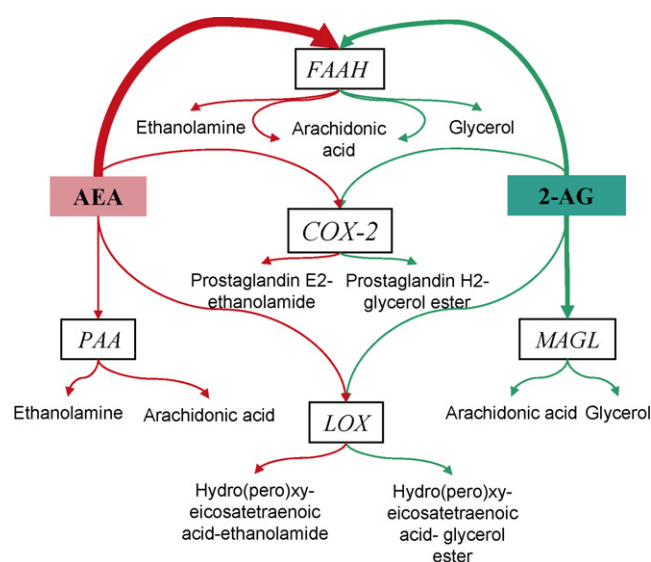 FAAH
Ethanolamine
Arachidonic
acid
Glycerol
AEA
2-AG
COX-2
Prostaglandin E2-
ethanolamide
Prostaglandin H2-
glycerol ester
PAA
MAGL
Ethanolamine
Arachidonic acid
Arachidonic acid
Glycerol
LOX
Hydro(pero)xy-
eicosatetraenoic
acid-ethanolamide
Hydro(pero)xy-
eicosatetraenoic
acid- glycerol
ester